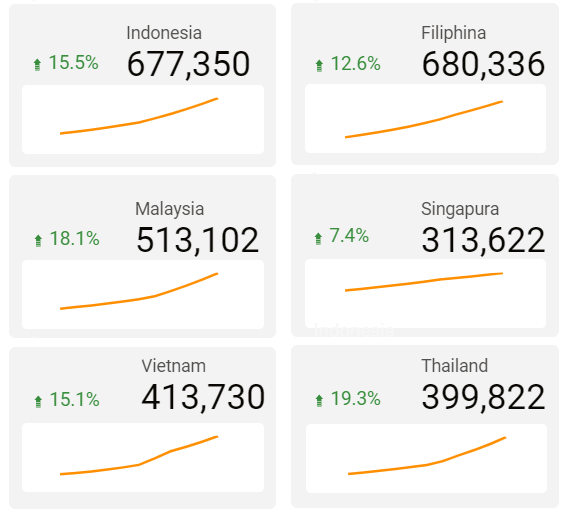 Indonesia
15.5%
677,350
Filiphina
12.6%
680,336
Malaysia
18.1%
513,102
Singapura
7.4%
313,622
Indonesia
Vietnam
15.1%
413,730
Thailand
19.3%
399,822